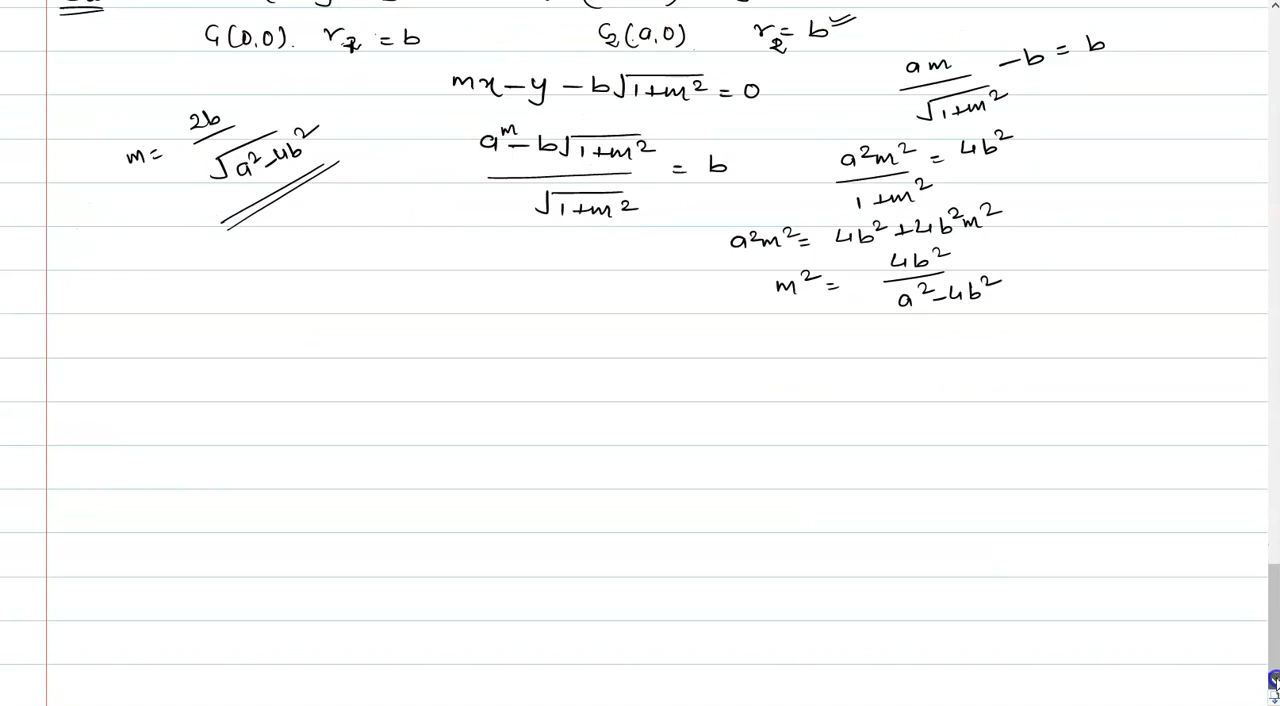 C₁(0,0). r₁ = b C₂(a,0) r₂ = b
mx - y - b√(1+m²) = 0
(am - b√(1+m²)) / √(1+m²) = b
am/√(1+m²) - b = b
a²m²/(1+m²) = 4b²
a²m² = 4b² + 4b²m²
m² = 4b²/(a²-4b²)
m = 2b/√(a²-4b²)